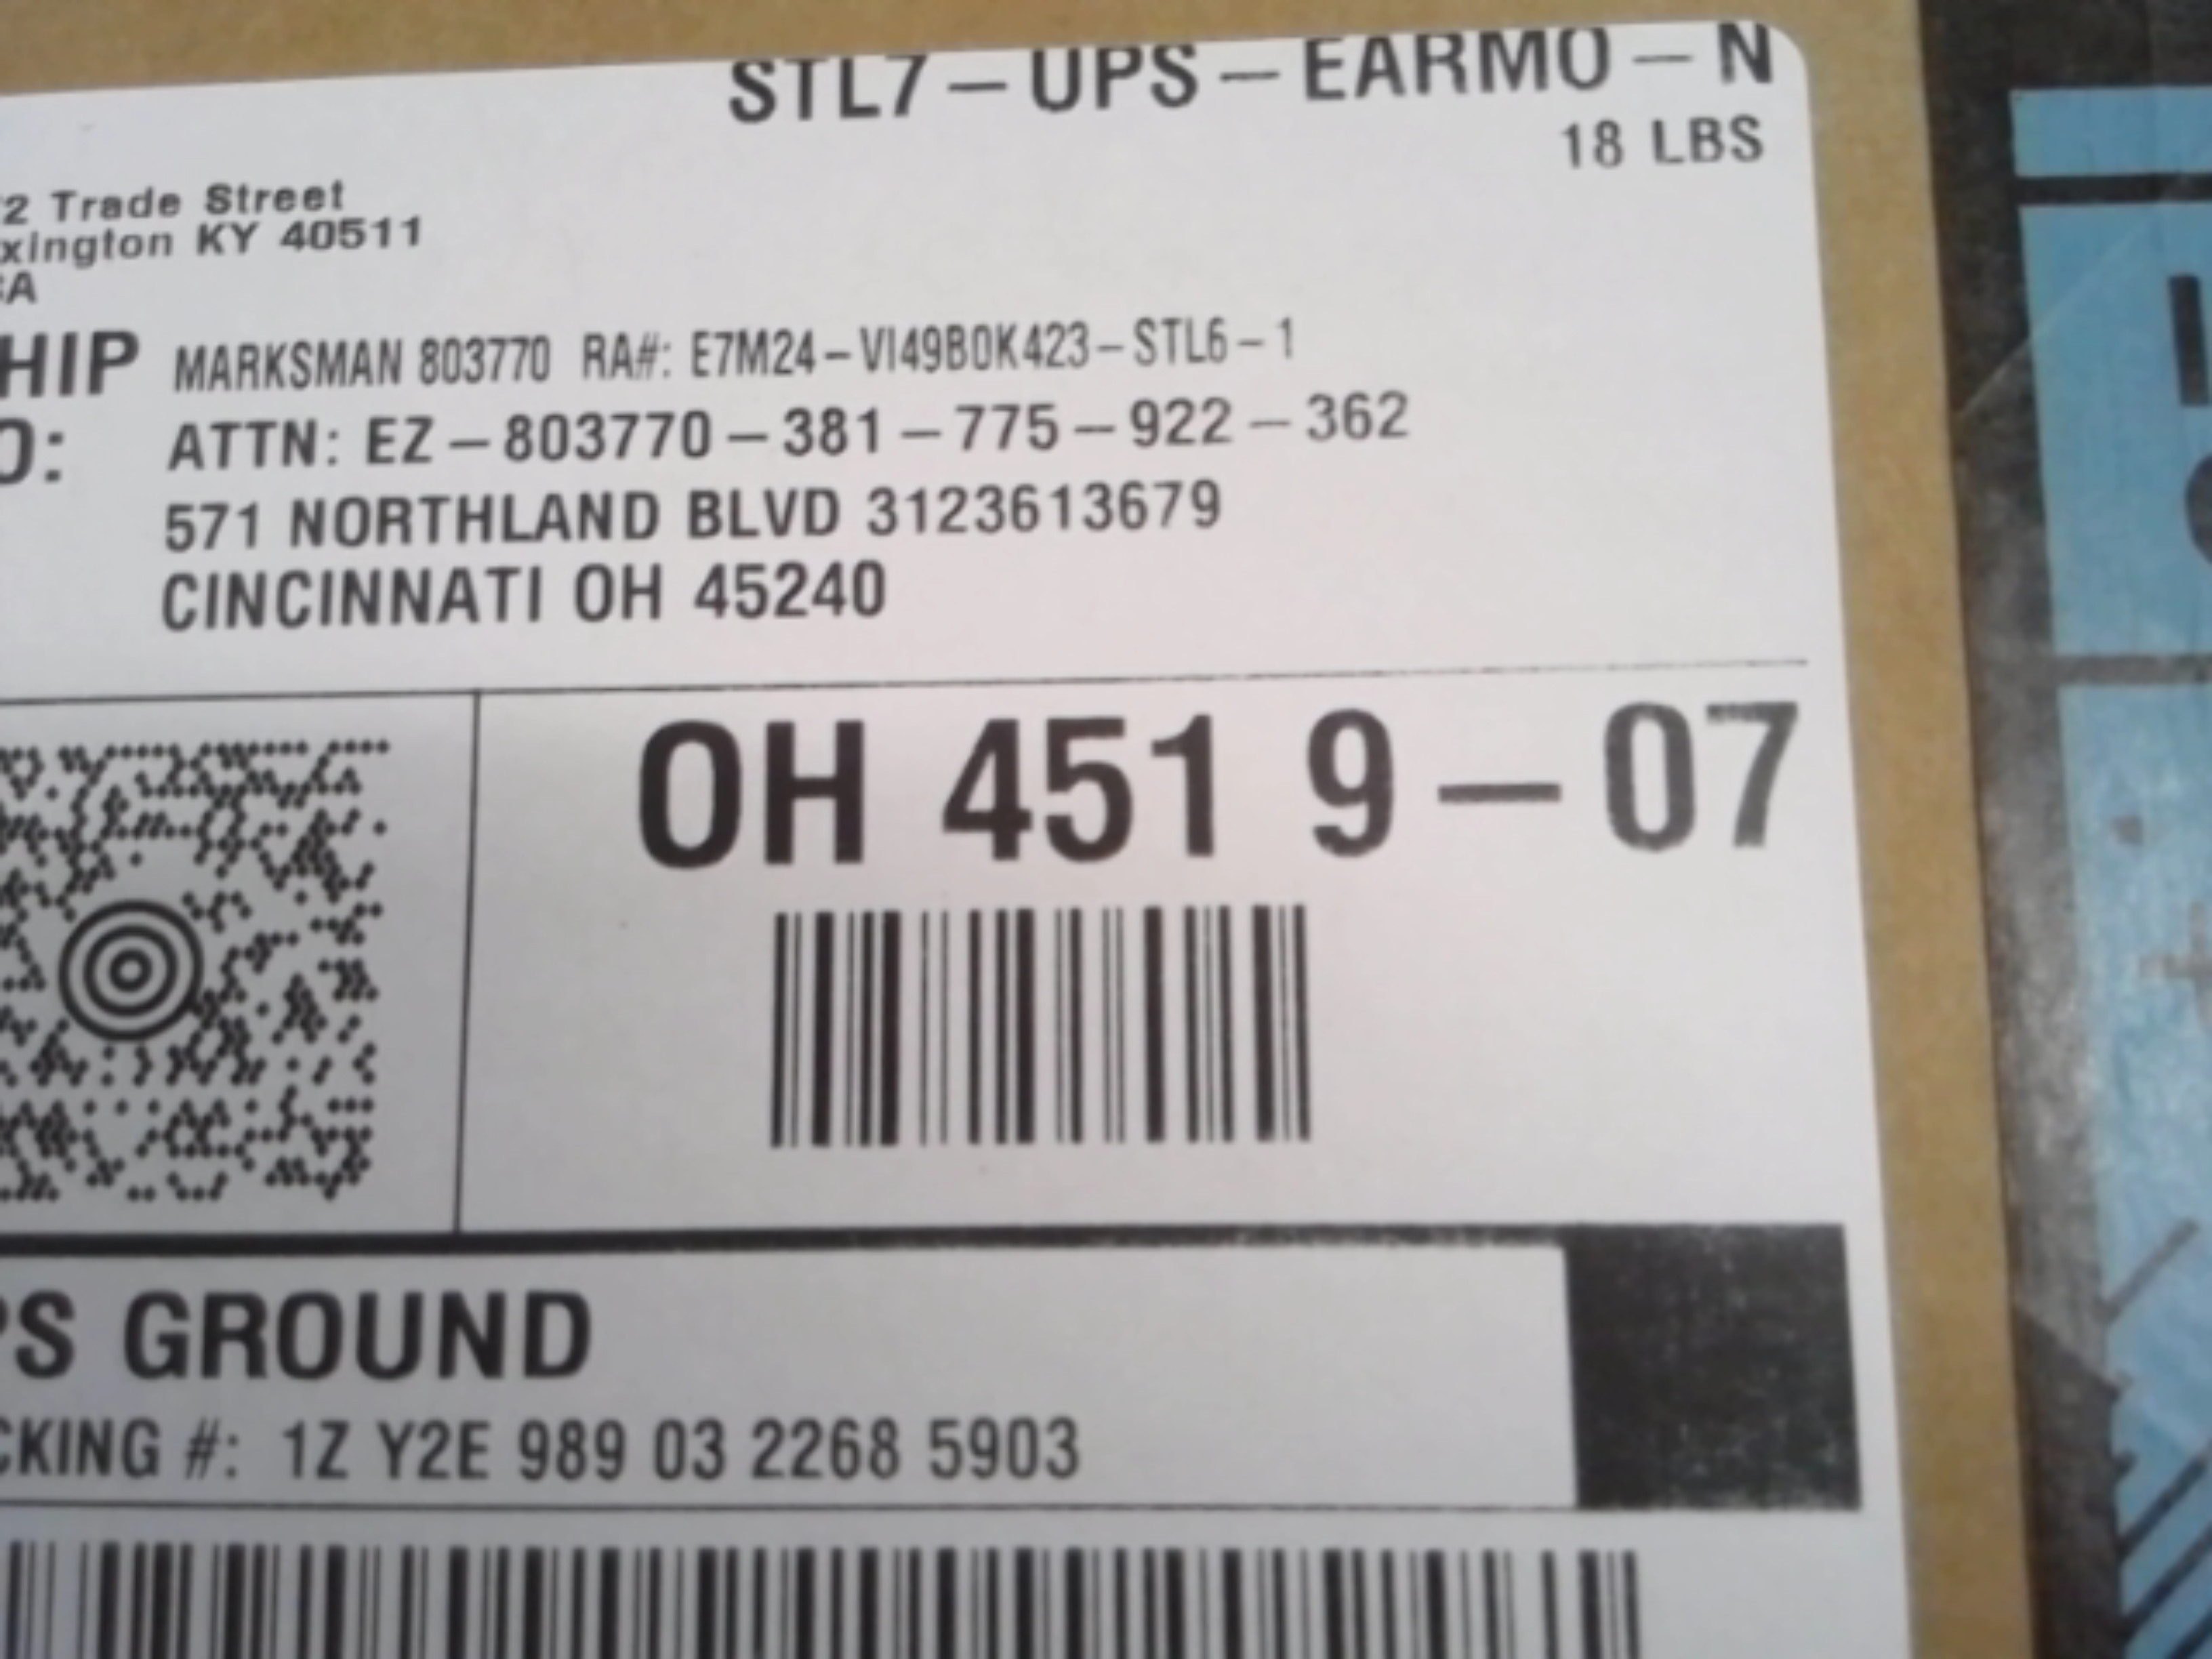 STL7-UPS-EARMO-N
18 LBS
2 Trade Street
xington KY 40511
SA
HIP MARKSMAN 803770 RA#: E7M24-VI49B0K423-STL6-1
O: ATTN: EZ-803770-381-775-922-362
571 NORTHLAND BLVD 3123613679
CINCINNATI OH 45240
OH 451 9-07
PS GROUND
CKING #: 1Z Y2E 989 03 2268 5903